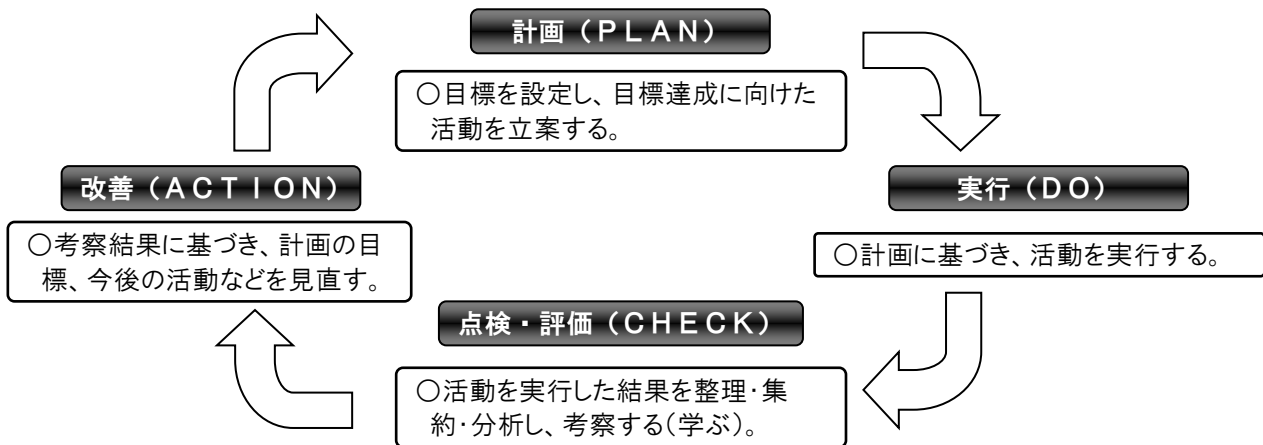 計画（ＰＬＡＮ）
○目標を設定し、目標達成に向けた
活動を立案する。
実行（ＤＯ）
○計画に基づき、活動を実行する。
点検・評価（ＣＨＥＣＫ）
○活動を実行した結果を整理･集
約･分析し、考察する（学ぶ）。
改善（ＡＣＴＩＯＮ）
○考察結果に基づき、計画の目
標、今後の活動などを見直す。